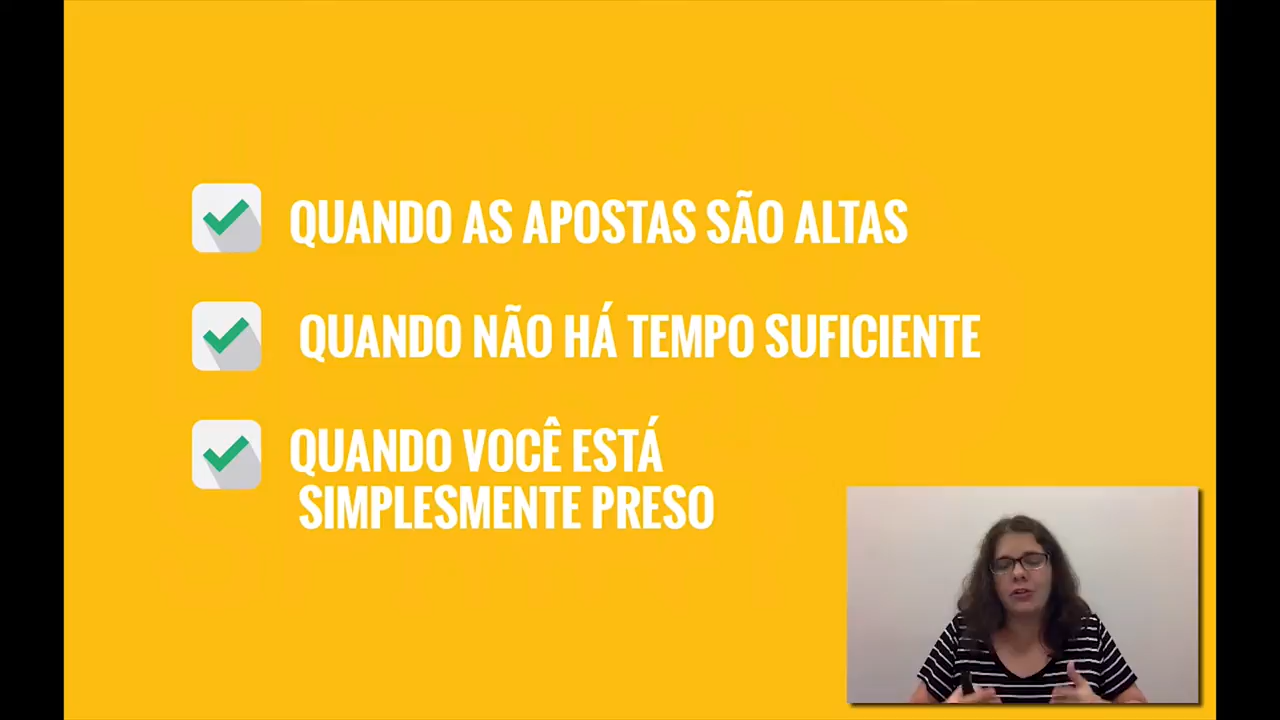 QUANDO AS APOSTAS SÃO ALTAS
QUANDO NÃO HÁ TEMPO SUFICIENTE
QUANDO VOCÊ ESTÁ
SIMPLESMENTE PRESO